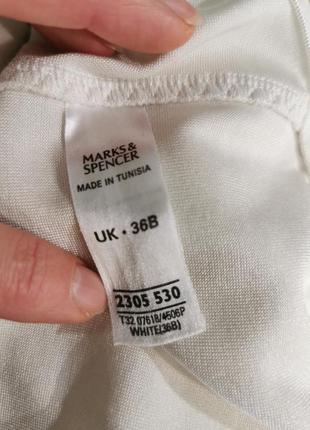 MARKS&
SPENCER
MADE IN TUNISIA
UK • 36B
2305 530
T32 07618/4506P
WHITE(36B)